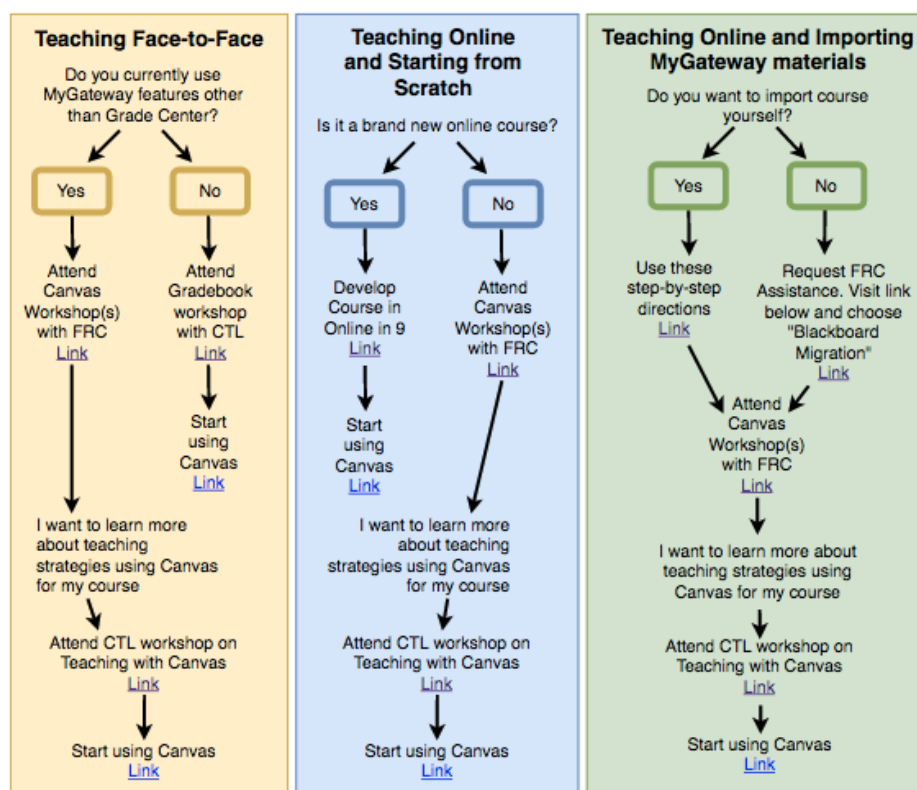 Teaching Face-to-Face
Do you currently use
MyGateway features other
than Grade Center?
Yes
No
Attend
Canvas
Workshop(s)
with FRC
Link
Attend
Gradebook
workshop
with CTL
Link
Start
using
Canvas
Link
I want to learn more
about teaching
strategies using Canvas
for my course
Attend CTL workshop on
Teaching with Canvas
Link
Start using Canvas
Link
Teaching Online
and Starting from
Scratch
Is it a brand new online course?
Yes
No
Develop
Course in
Online in 9
Link
Start
using
Canvas
Link
Attend
Canvas
Workshop(s)
with FRC
Link
I want to learn more
about teaching
strategies using Canvas
for my course
Attend CTL workshop on
Teaching with Canvas
Link
Start using Canvas
Link
Teaching Online and Importing
MyGateway materials
Do you want to import course
yourself?
Yes
No
Use these
step-by-step
directions
Link
Request FRC
Assistance. Visit link
below and choose
"Blackboard
Migration"
Link
Attend
Canvas
Workshop(s)
with FRC
Link
I want to learn more about
teaching strategies using
Canvas for my course
Attend CTL workshop on
Teaching with Canvas
Link
Start using Canvas
Link